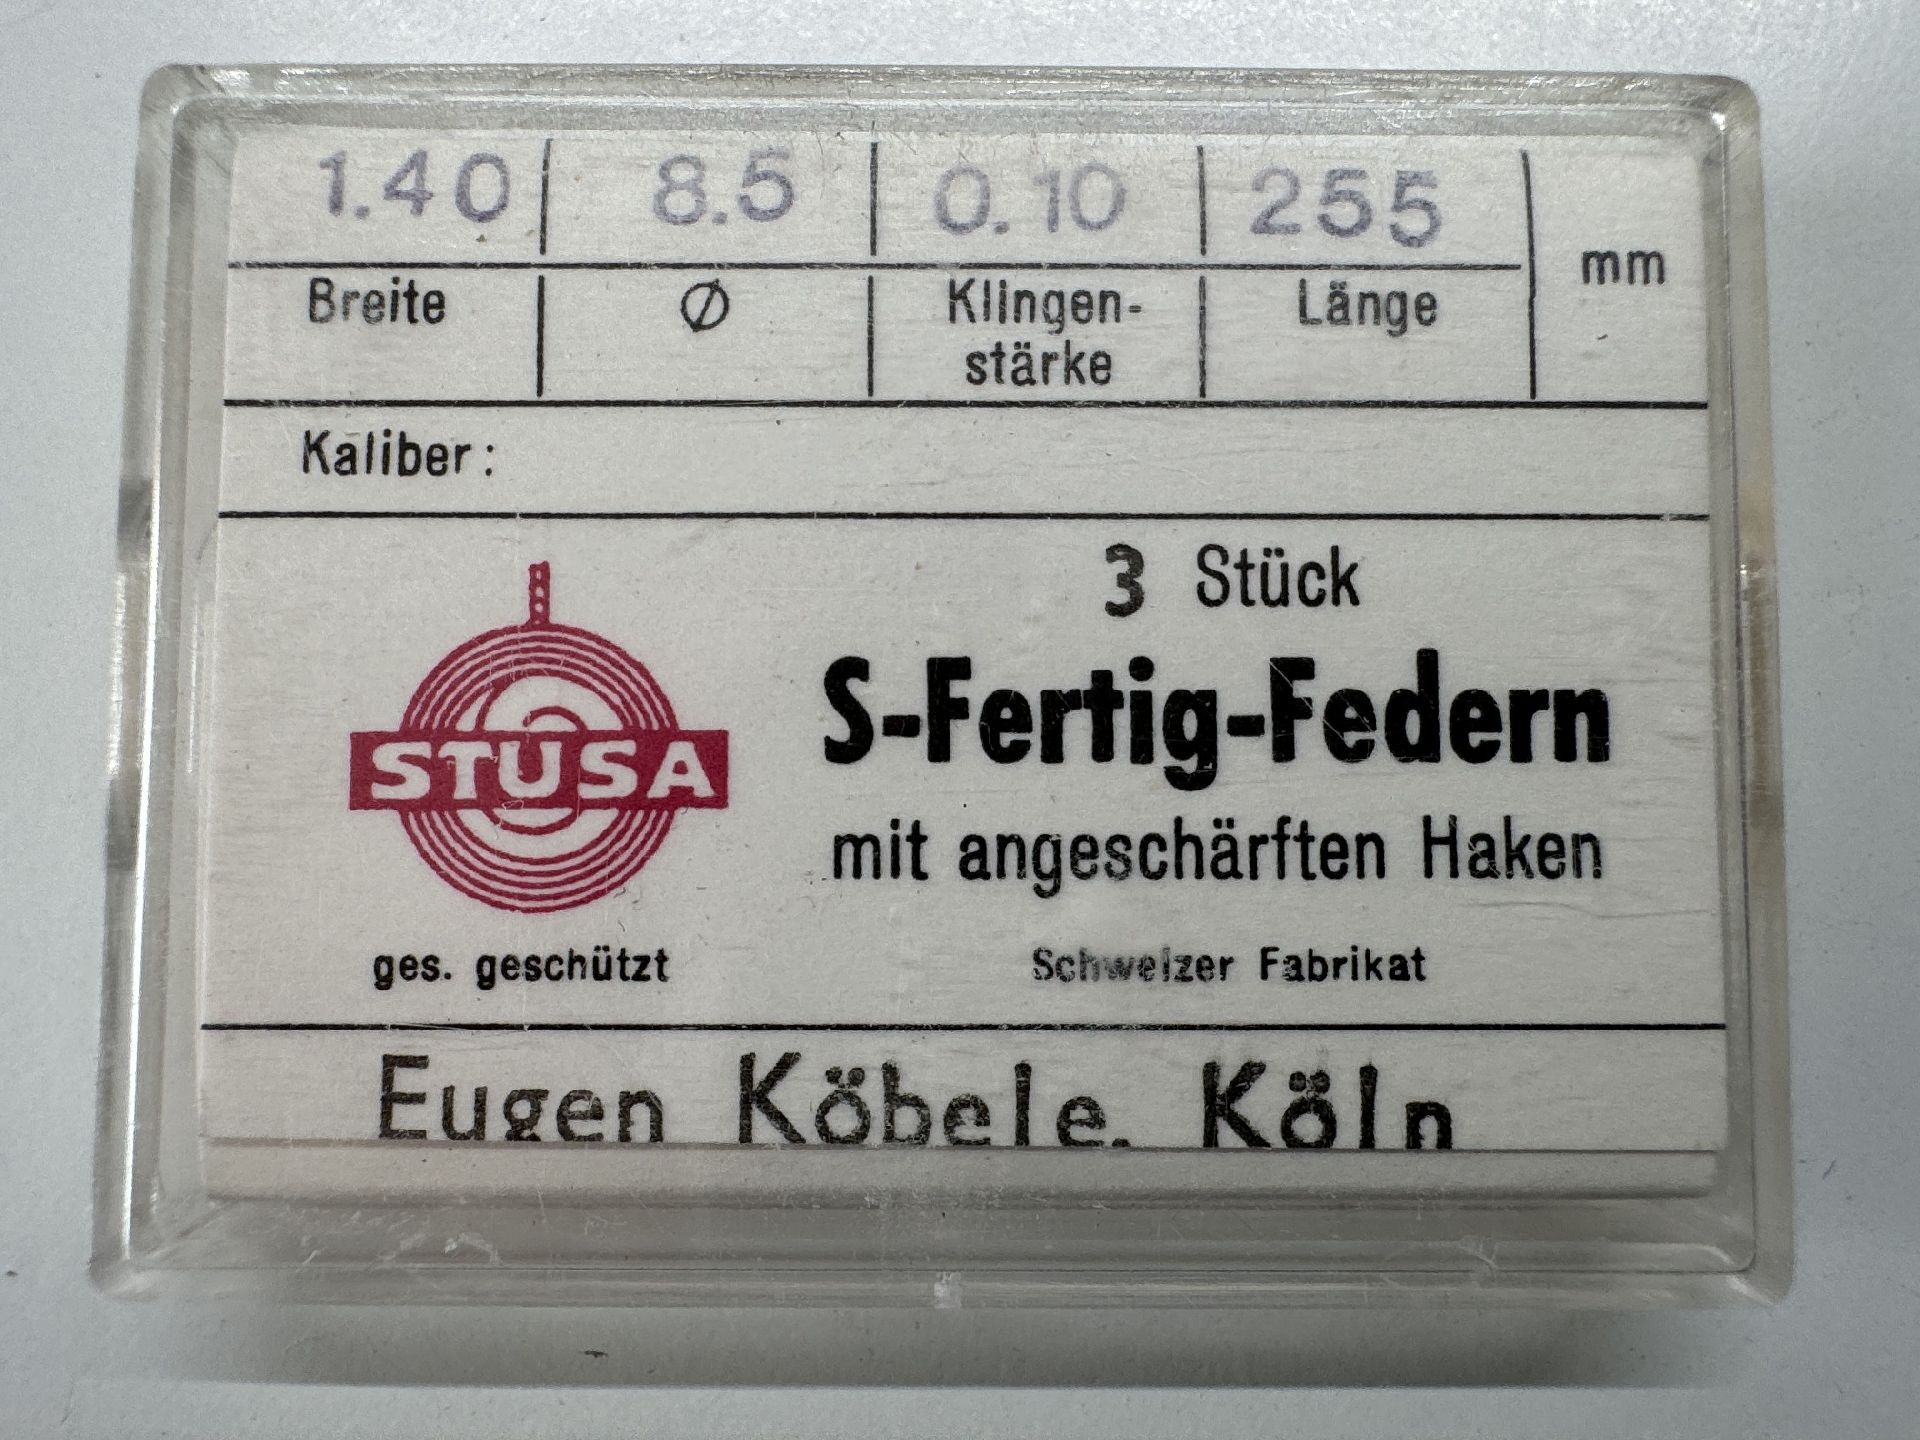 1.40 8.5 0.10 255
mm
Breite Ø Klingen-
stärke Länge
Kaliber:
3 Stück
STUSA
S-Fertig-Federn
mit angeschärften Haken
ges. geschützt Schweizer Fabrikat
Eugen Köbele, Köln